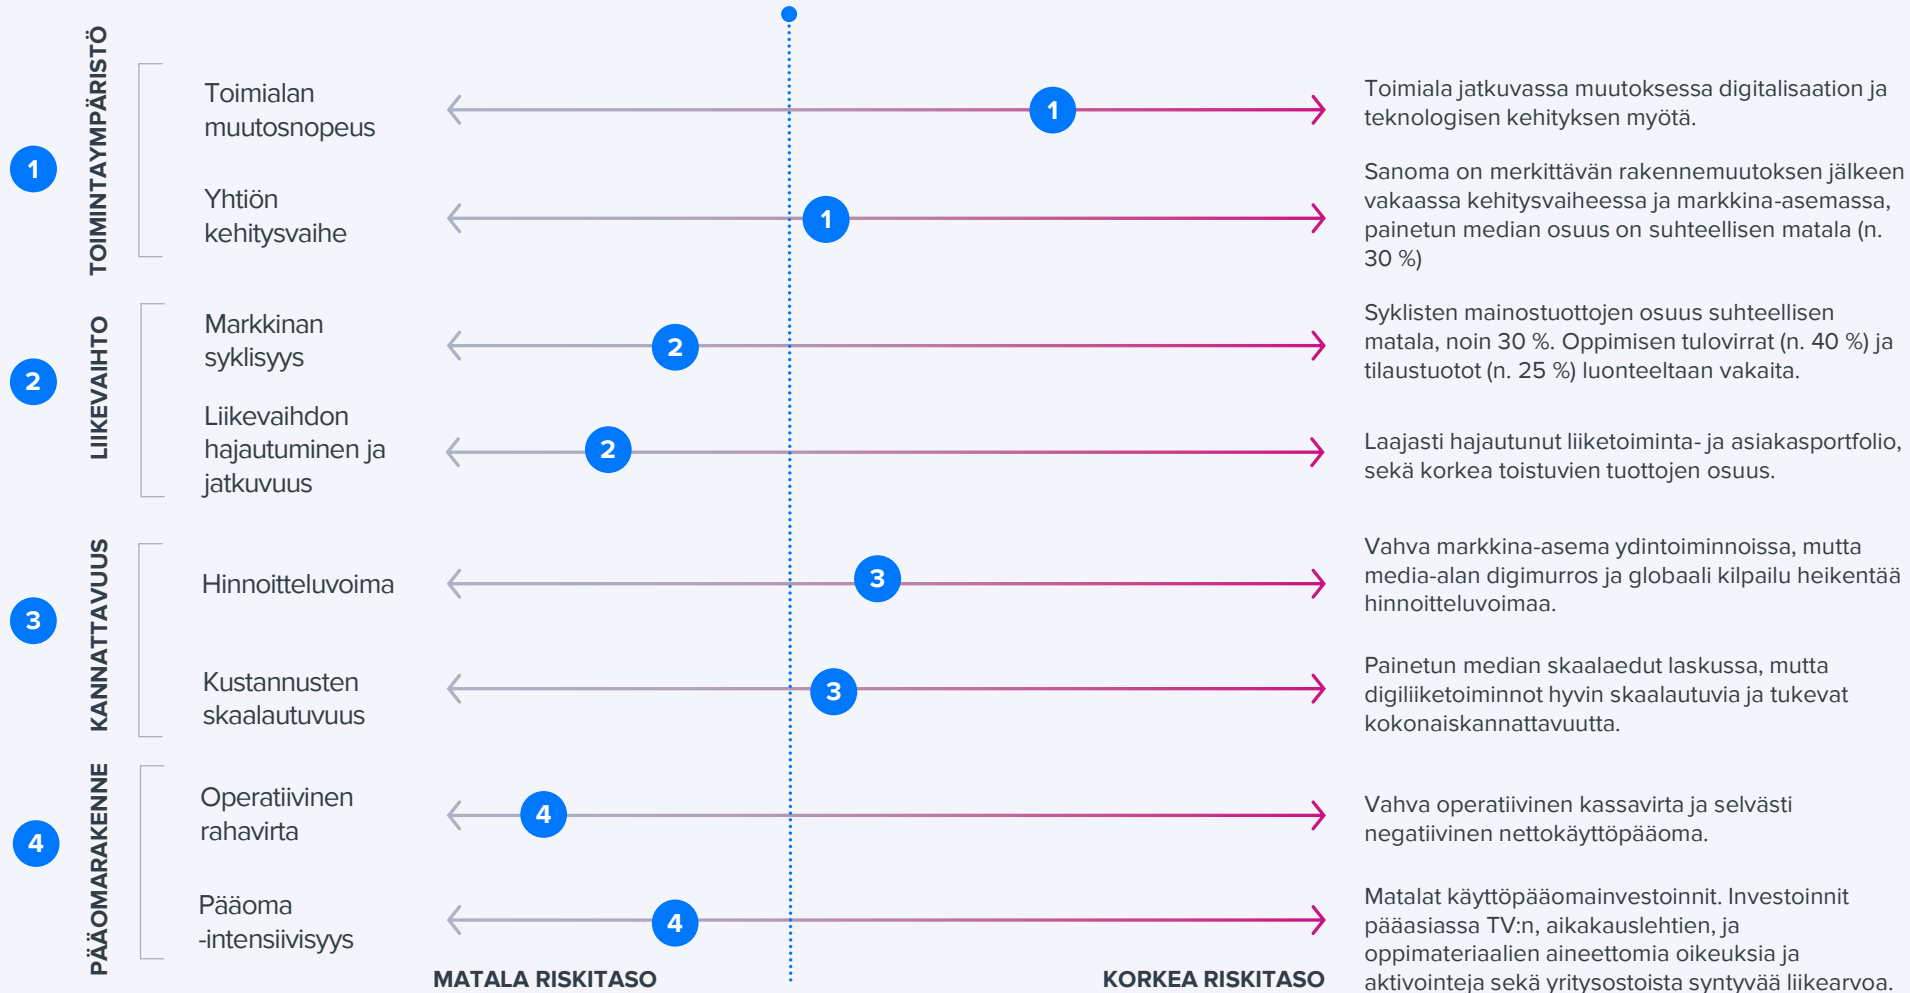 1
TOIMINTAYMPÄRISTÖ
Toimialan
muutosnopeus
1
Toimiala jatkuvassa muutoksessa digitalisaation ja
teknologisen kehityksen myötä.
Yhtiön
kehitysvaihe
1
Sanoma on merkittävän rakennemuutoksen jälkeen
vakaassa kehitysvaiheessa ja markkina-asemassa,
painetun median osuus on suhteellisen matala (n.
30 %)
2
LIIKEVAIHTO
Markkinan
syklisyys
2
Syklisten mainostuottojen osuus suhteellisen
matala, noin 30 %. Oppimisen tulovirrat (n. 40 %) ja
tilaustuotot (n. 25 %) luonteeltaan vakaita.
Liikevaihdon
hajautuminen ja
jatkuvuus
2
Laajasti hajautunut liiketoiminta- ja asiakasportfolio,
sekä korkea toistuvien tuottojen osuus.
3
KANNATTAVUUS
Hinnoitteluvoima
3
Vahva markkina-asema ydintoiminnoissa, mutta
media-alan digimurros ja globaali kilpailu heikentää
hinnoitteluvoimaa.
Kustannusten
skaalautuvuus
3
Painetun median skaalaedut laskussa, mutta
digiliiketoiminnot hyvin skaalautuvia ja tukevat
kokonaiskannattavuutta.
4
PÄÄOMARAKENNE
Operatiivinen
rahavirta
4
Vahva operatiivinen kassavirta ja selvästi
negatiivinen nettokäyttöpääoma.
Pääoma
-intensiivisyys
4
Matalat käyttöpääomainvestoinnit. Investoinnit
pääasiassa TV:n, aikakauslehtien, ja
oppimateriaalien aineettomia oikeuksia ja
aktivointeja sekä yritysostoista syntyvää liikearvoa.
MATALA RISKITASO
KORKEA RISKITASO